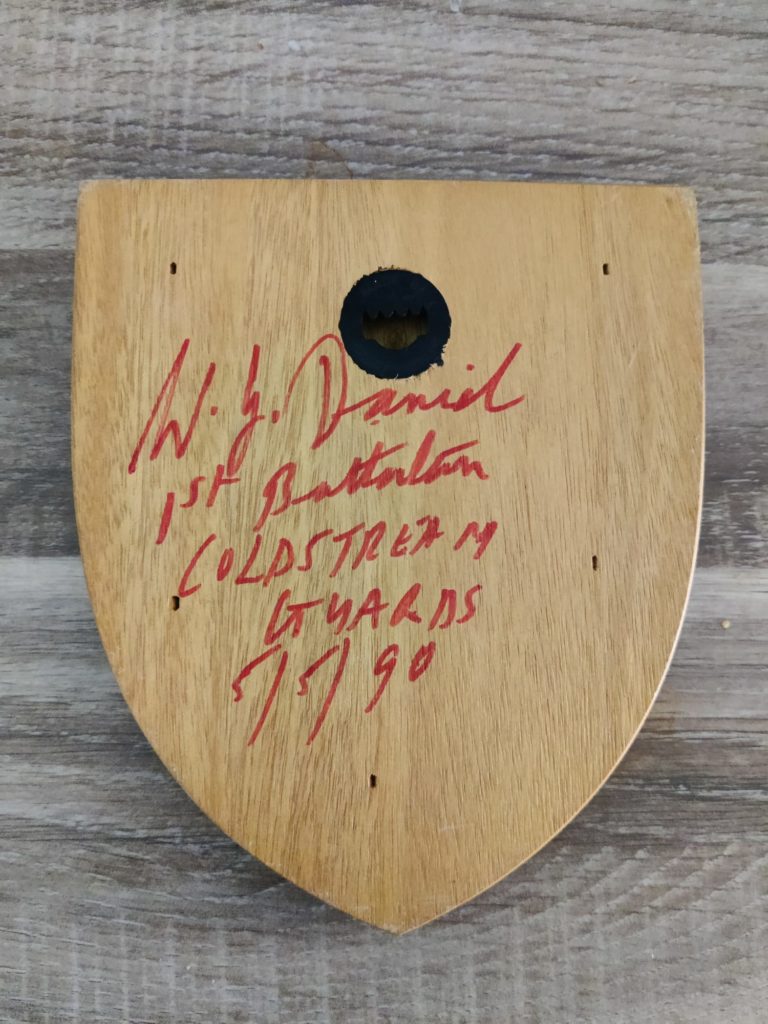 W. G. Daniel
1st Battalion
COLDSTREAM
GUARDS
5/5/90